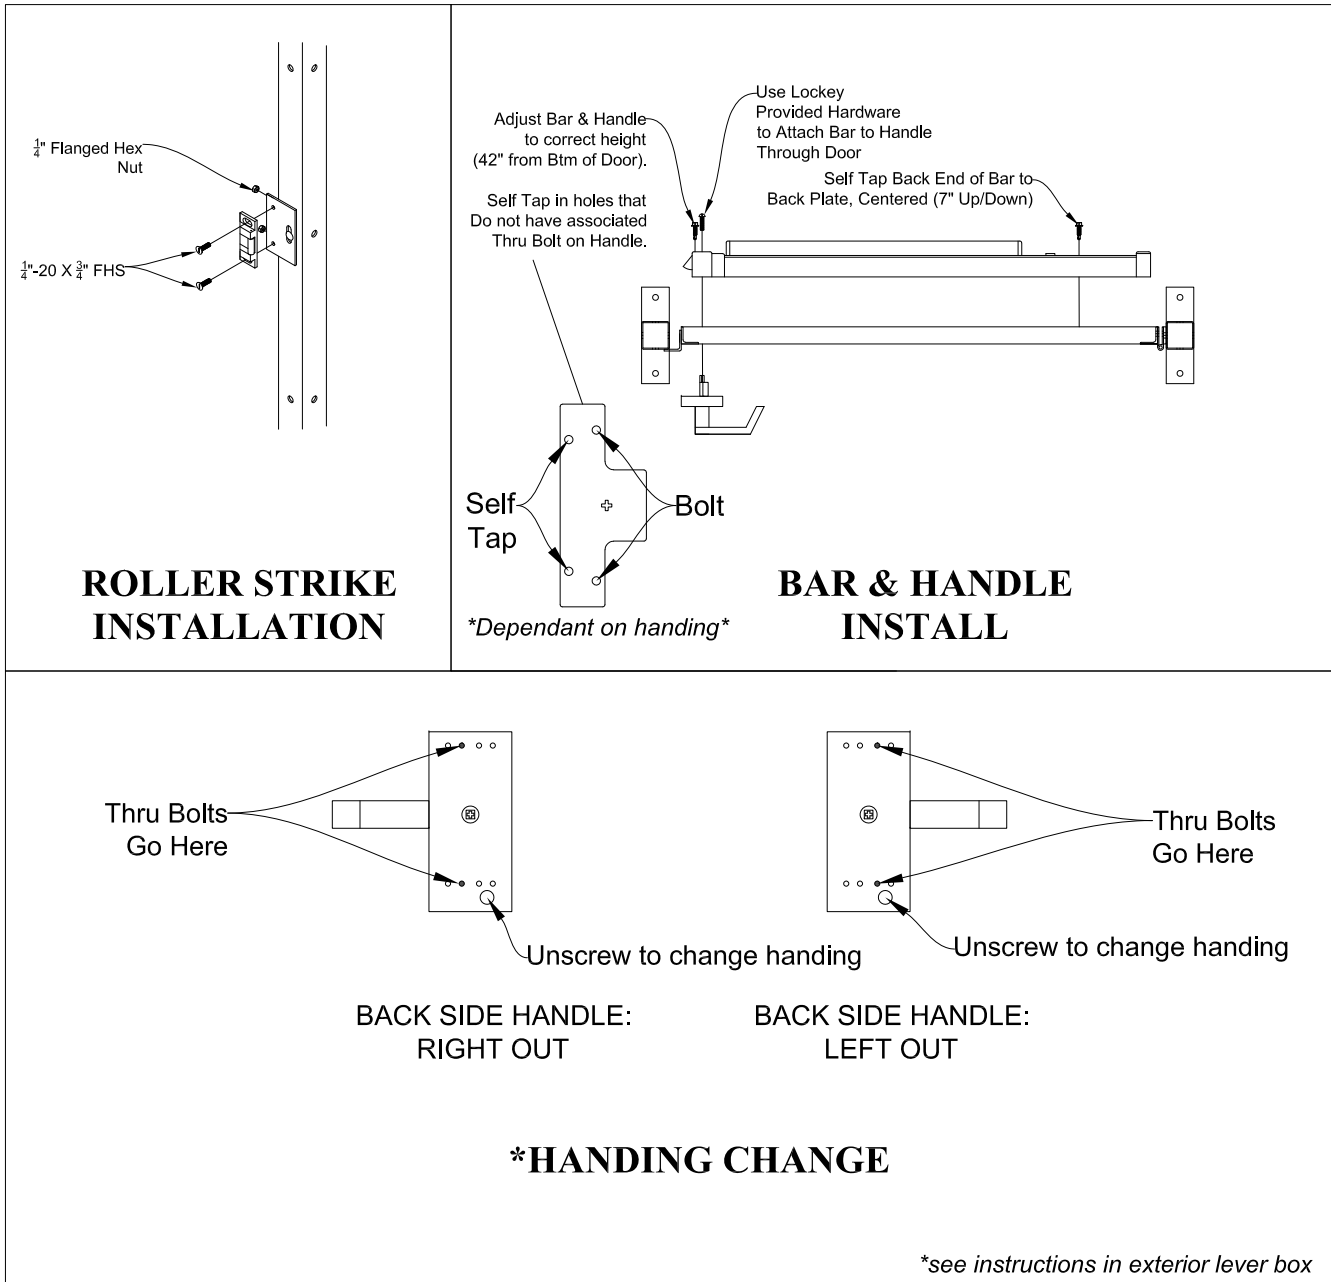 1/4" Flanged Hex
Nut
1/4"-20 X 3/4" FHS
ROLLER STRIKE
INSTALLATION
Adjust Bar & Handle
to correct height
(42" from Btm of Door).
Self Tap in holes that
Do not have associated
Thru Bolt on Handle.
Use Lockey
Provided Hardware
to Attach Bar to Handle
Through Door
Self Tap Back End of Bar to
Back Plate, Centered (7" Up/Down)
Self
Tap
Bolt
*Dependant on handing*
BAR & HANDLE
INSTALL
Thru Bolts
Go Here
Unscrew to change handing
BACK SIDE HANDLE:
RIGHT OUT
Thru Bolts
Go Here
Unscrew to change handing
BACK SIDE HANDLE:
LEFT OUT
*HANDING CHANGE
*see instructions in exterior lever box